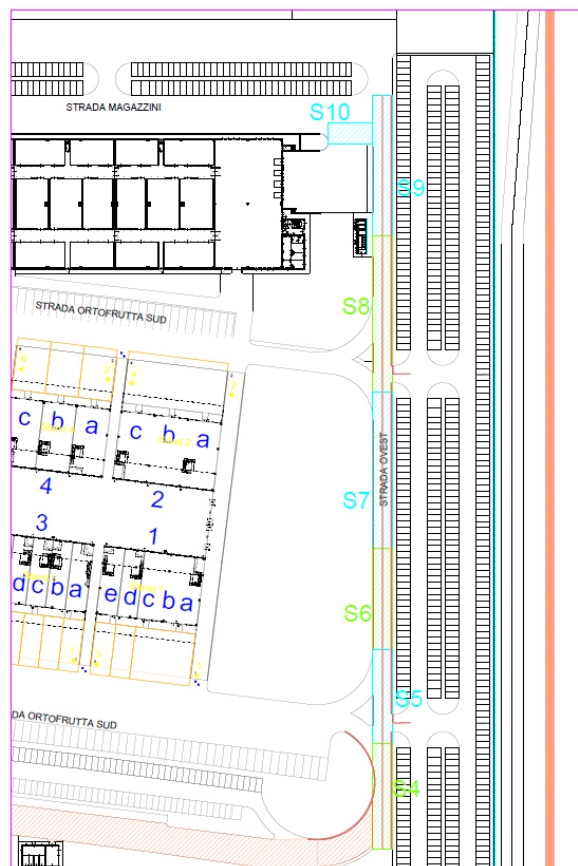 STRADA MAGAZZINI
S10
S9
STRADA ORTOFRUTTA SUD
S8
c b a
c b a
4
2
S7
STRADA OVEST
3
1
d c b a
e d c b a
S6
S5
DA ORTOFRUTTA SUD
S4